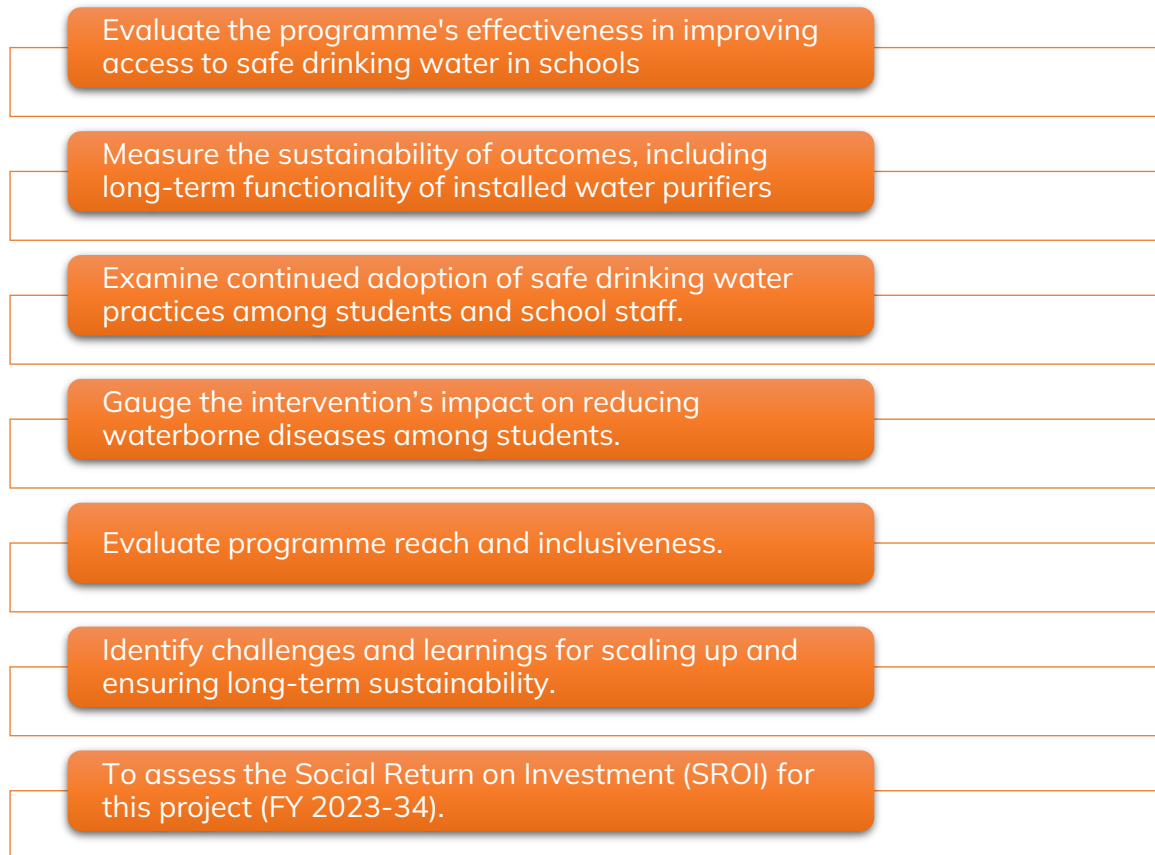 Evaluate the programme's effectiveness in improving
access to safe drinking water in schools
Measure the sustainability of outcomes, including
long-term functionality of installed water purifiers
Examine continued adoption of safe drinking water
practices among students and school staff.
Gauge the intervention’s impact on reducing
waterborne diseases among students.
Evaluate programme reach and inclusiveness.
Identify challenges and learnings for scaling up and
ensuring long-term sustainability.
To assess the Social Return on Investment (SROI) for
this project (FY 2023-34).